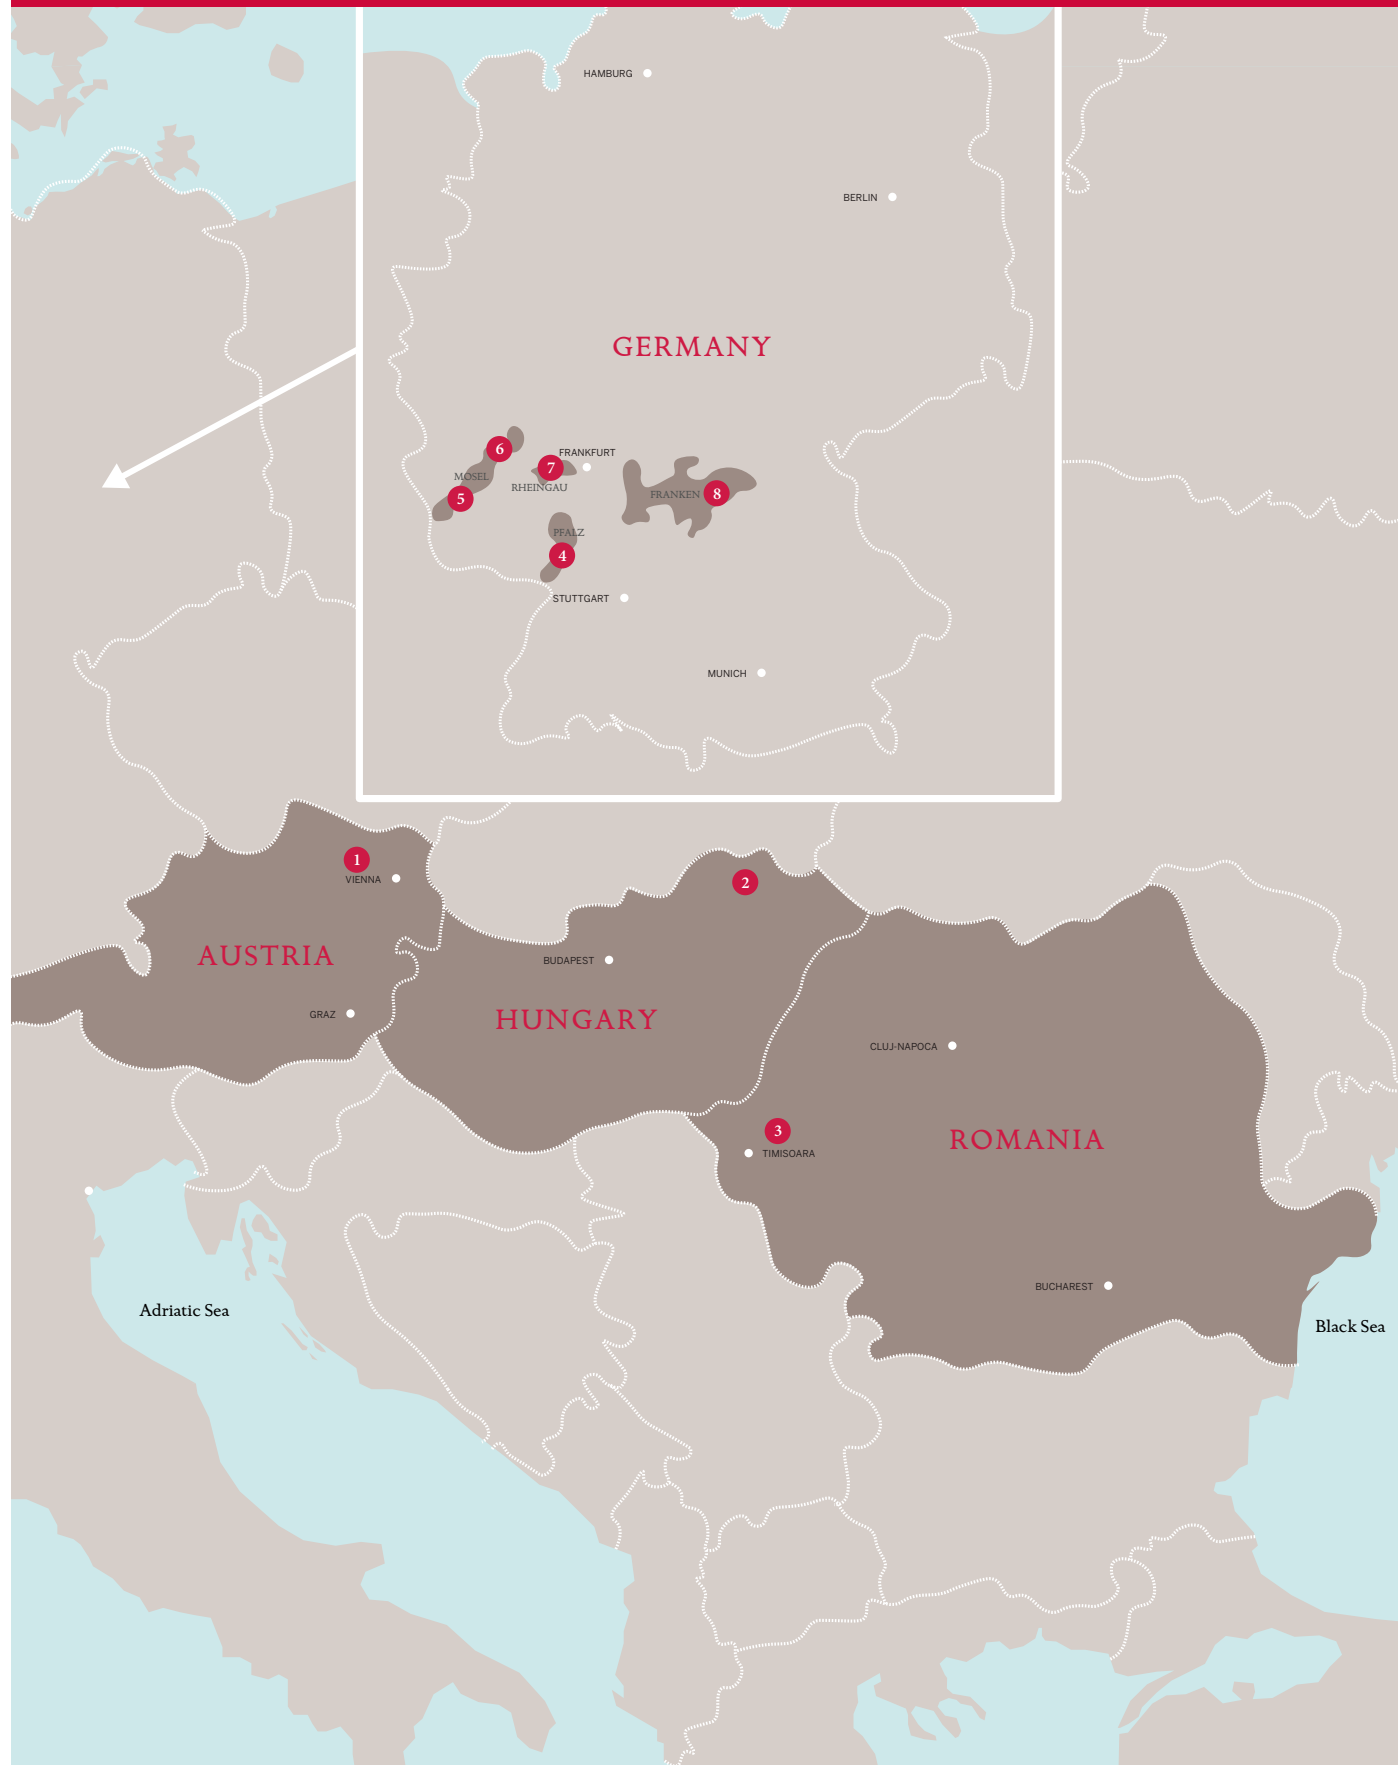 HAMBURG
BERLIN
GERMANY
6
FRANKFURT
7
MOSEL
RHEINGAU
5
FRANKEN
8
PFALZ
4
STUTTGART
MUNICH
1
VIENNA
2
AUSTRIA
BUDAPEST
GRAZ
HUNGARY
CLUJ-NAPOCA
3
ROMANIA
TIMISOARA
BUCHAREST
Adriatic Sea
Black Sea